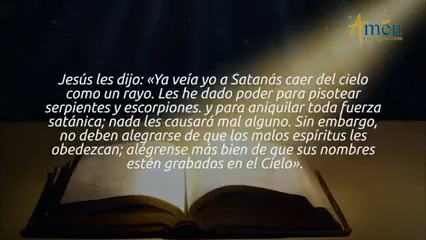 Amén
Jesús les dijo: «Ya veía yo a Satanás caer del cielo
como un rayo. Les he dado poder para pisotear
serpientes y escorpiones. y para aniquilar toda fuerza
satánica; nada les causará mal alguno. Sin embargo,
no deben alegrarse de que los malos espíritus les
obedezcan; alégrense más bien de que sus nombres
estén grabados en el Cielo».